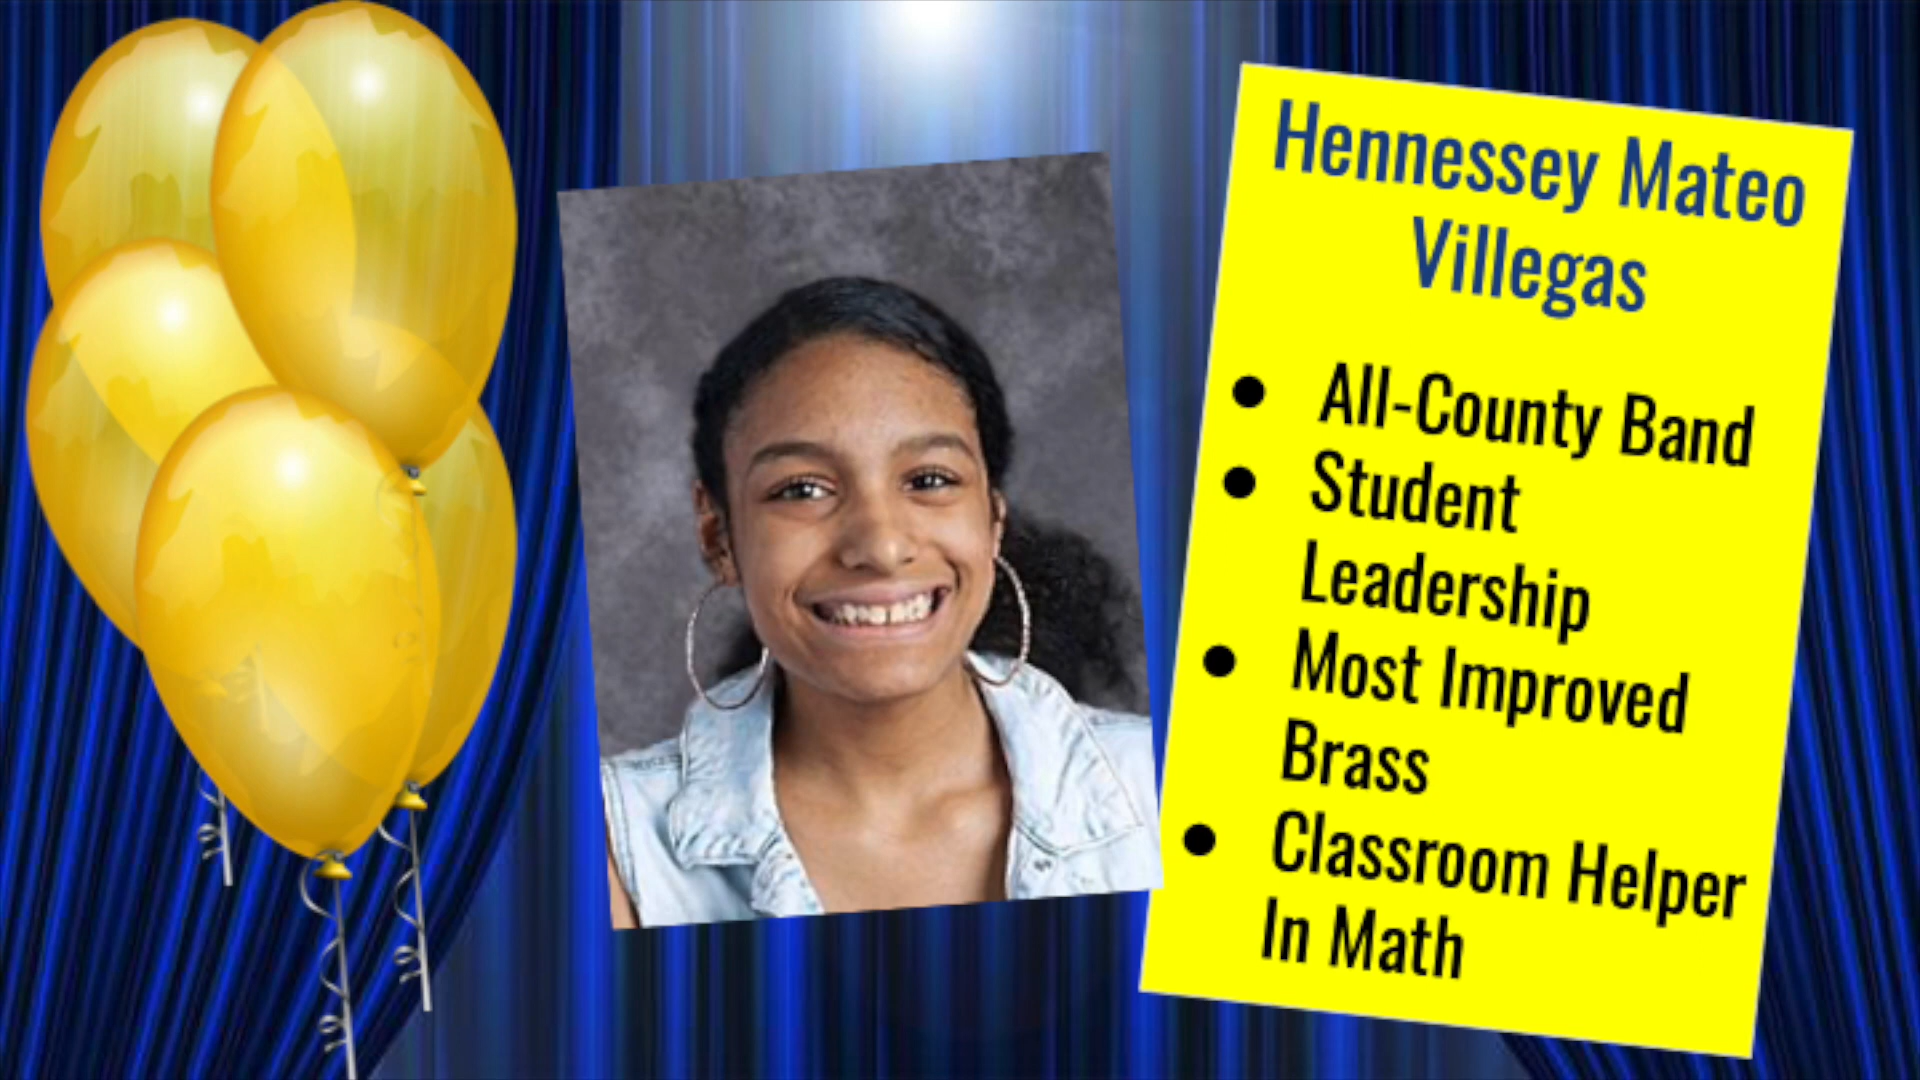 Hennessey Mateo
Villegas
● All-County Band
● Student
Leadership
● Most Improved
Brass
● Classroom Helper
In Math